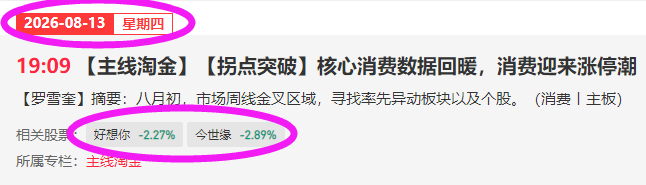 2026-08-13 星期四
19:09 【主线淘金】【拐点突破】核心消费数据回暖，消费迎来涨停潮
【罗雪奎】摘要：八月初，市场周线金叉区域，寻找率先异动板块以及个股。（消费丨主板）
相关股票： 好想你 -2.27% 今世缘 -2.89%
所属专栏：主线淘金